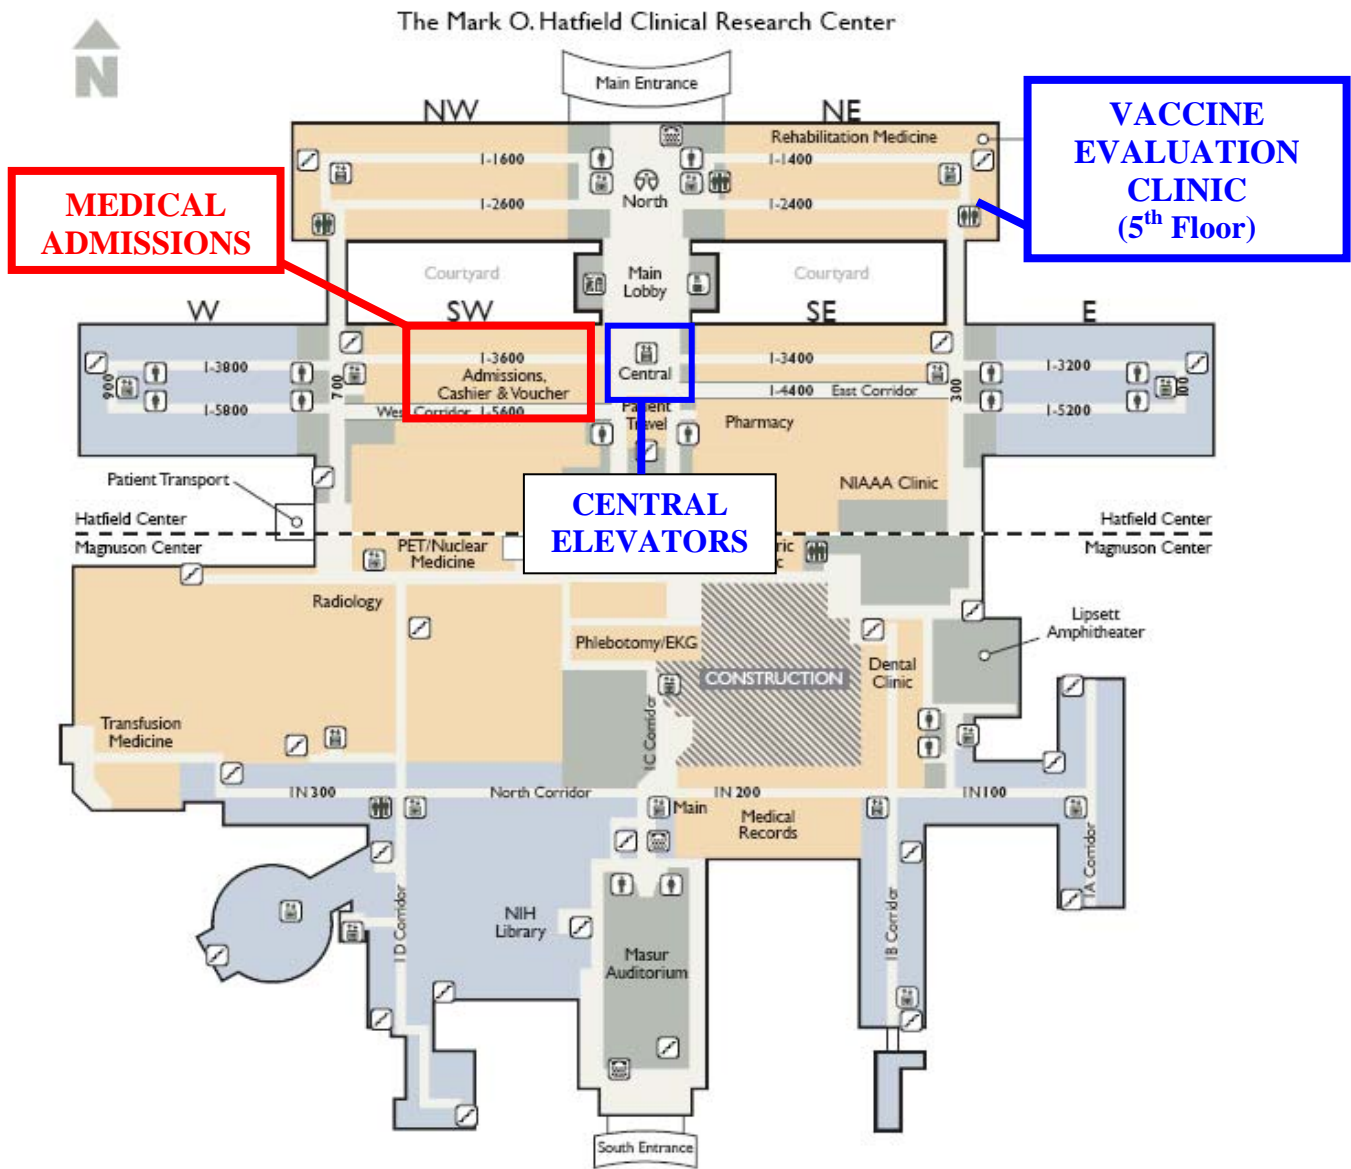 The Mark O. Hatfield Clinical Research Center
N
Main Entrance
NW
NE
Rehabilitation Medicine
VACCINE
EVALUATION
CLINIC
(5th Floor)
1-1600
1-1400
MEDICAL
ADMISSIONS
North
1-2600
1-2400
Courtyard
Main
Lobby
Courtyard
W
SW
SE
E
1-3800
1-3600
Central
1-3400
1-3200
900
700
Admissions,
Cashier & Voucher
1-4400 East Corridor
300
100
1-5800
West Corridor 1-5600
Patient
Travel
1-5200
Pharmacy
Patient Transport
NIAAA Clinic
CENTRAL
ELEVATORS
Hatfield Center
Hatfield Center
Magnuson Center
Magnuson Center
PET/Nuclear
Medicine
Radiology
Lipsett
Amphitheater
Phlebotomy/EKG
CONSTRUCTION
Dental
Clinic
Transfusion
Medicine
1C Corridor
1N 300
North Corridor
1N 200
1N 100
Main
Medical
Records
1A Corridor
1D Corridor
NIH
Library
1B Corridor
Masur
Auditorium
South Entrance